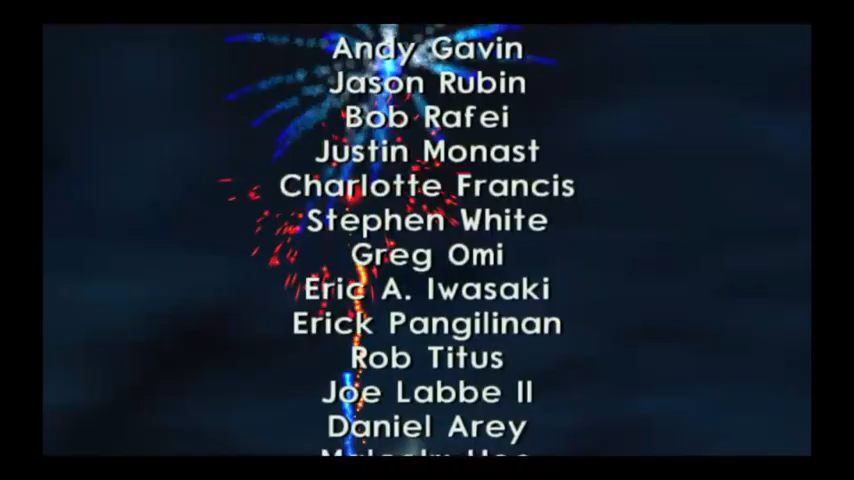 Andy Gavin
Jason Rubin
Bob Rafei
Justin Monast
Charlotte Francis
Stephen White
Greg Omi
Eric A. Iwasaki
Erick Pangilinan
Rob Titus
Joe Labbe II
Daniel Arey